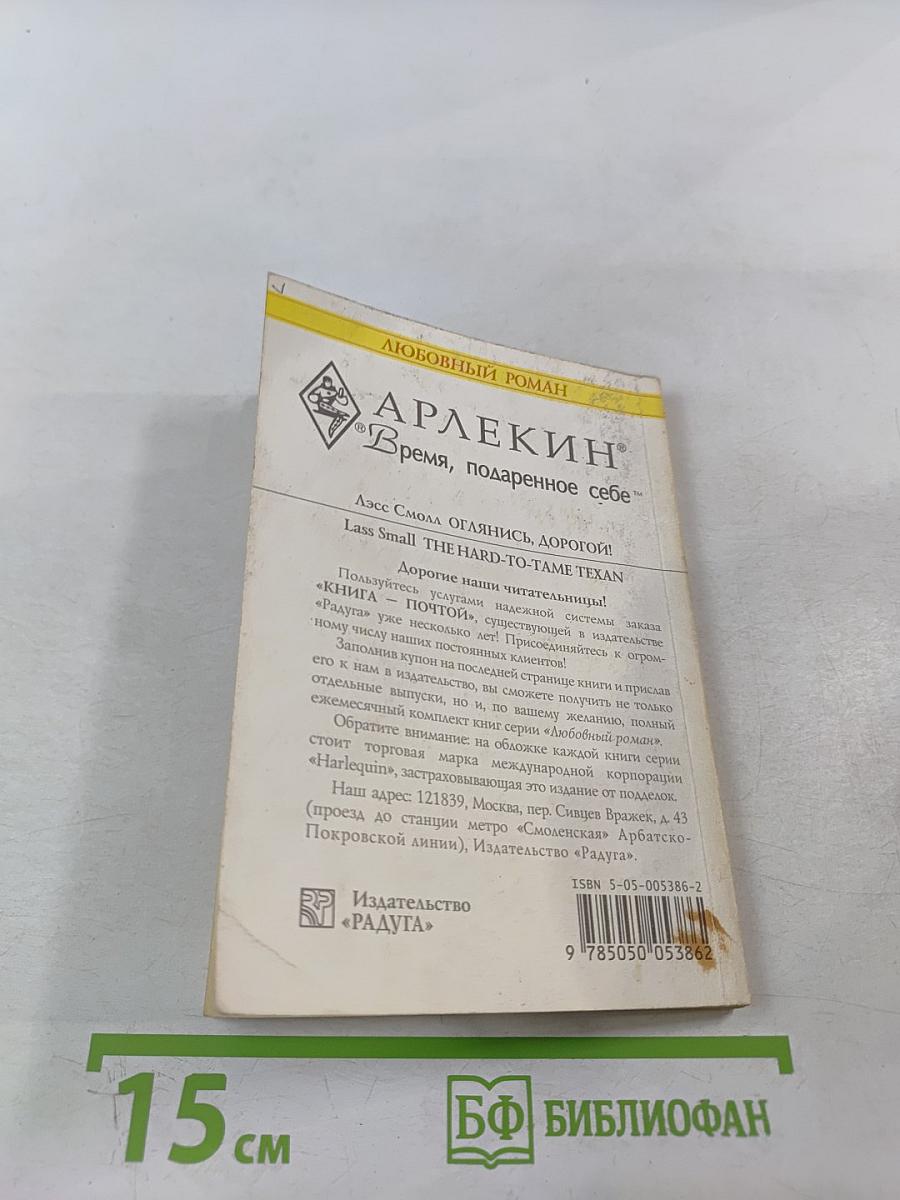 ЛЮБОВНЫЙ РОМАН
АРЛЕКИН®
®Время, подаренное себе™
Лэсс Смолл ОГЛЯНИСЬ, ДОРОГОЙ!
Lass Small THE HARD-TO-TAME TEXAN
Дорогие наши читательницы!
Пользуйтесь услугами надежной системы заказа
«КНИГА — ПОЧТОЙ», существующей в издательстве
«Радуга» уже несколько лет! Присоединяйтесь к огром-
ному числу наших постоянных клиентов!
Заполнив купон на последней странице книги и прислав
его к нам в издательство, вы сможете получить не только
отдельные выпуски, но и, по вашему желанию, полный
ежемесячный комплект книг серии «Любовный роман».
Обратите внимание: на обложке каждой книги серии
стоит торговая марка международной корпорации
«Harlequin», застраховывающая это издание от подделок.
Наш адрес: 121839, Москва, пер. Сивцев Вражек, д. 43
(проезд до станции метро «Смоленская» Арбатско-
Покровской линии), Издательство «Радуга».
ISBN 5-05-005386-2
Издательство
«РАДУГА»
9 785050 053862
15 см
БФ БИБЛИОФАН